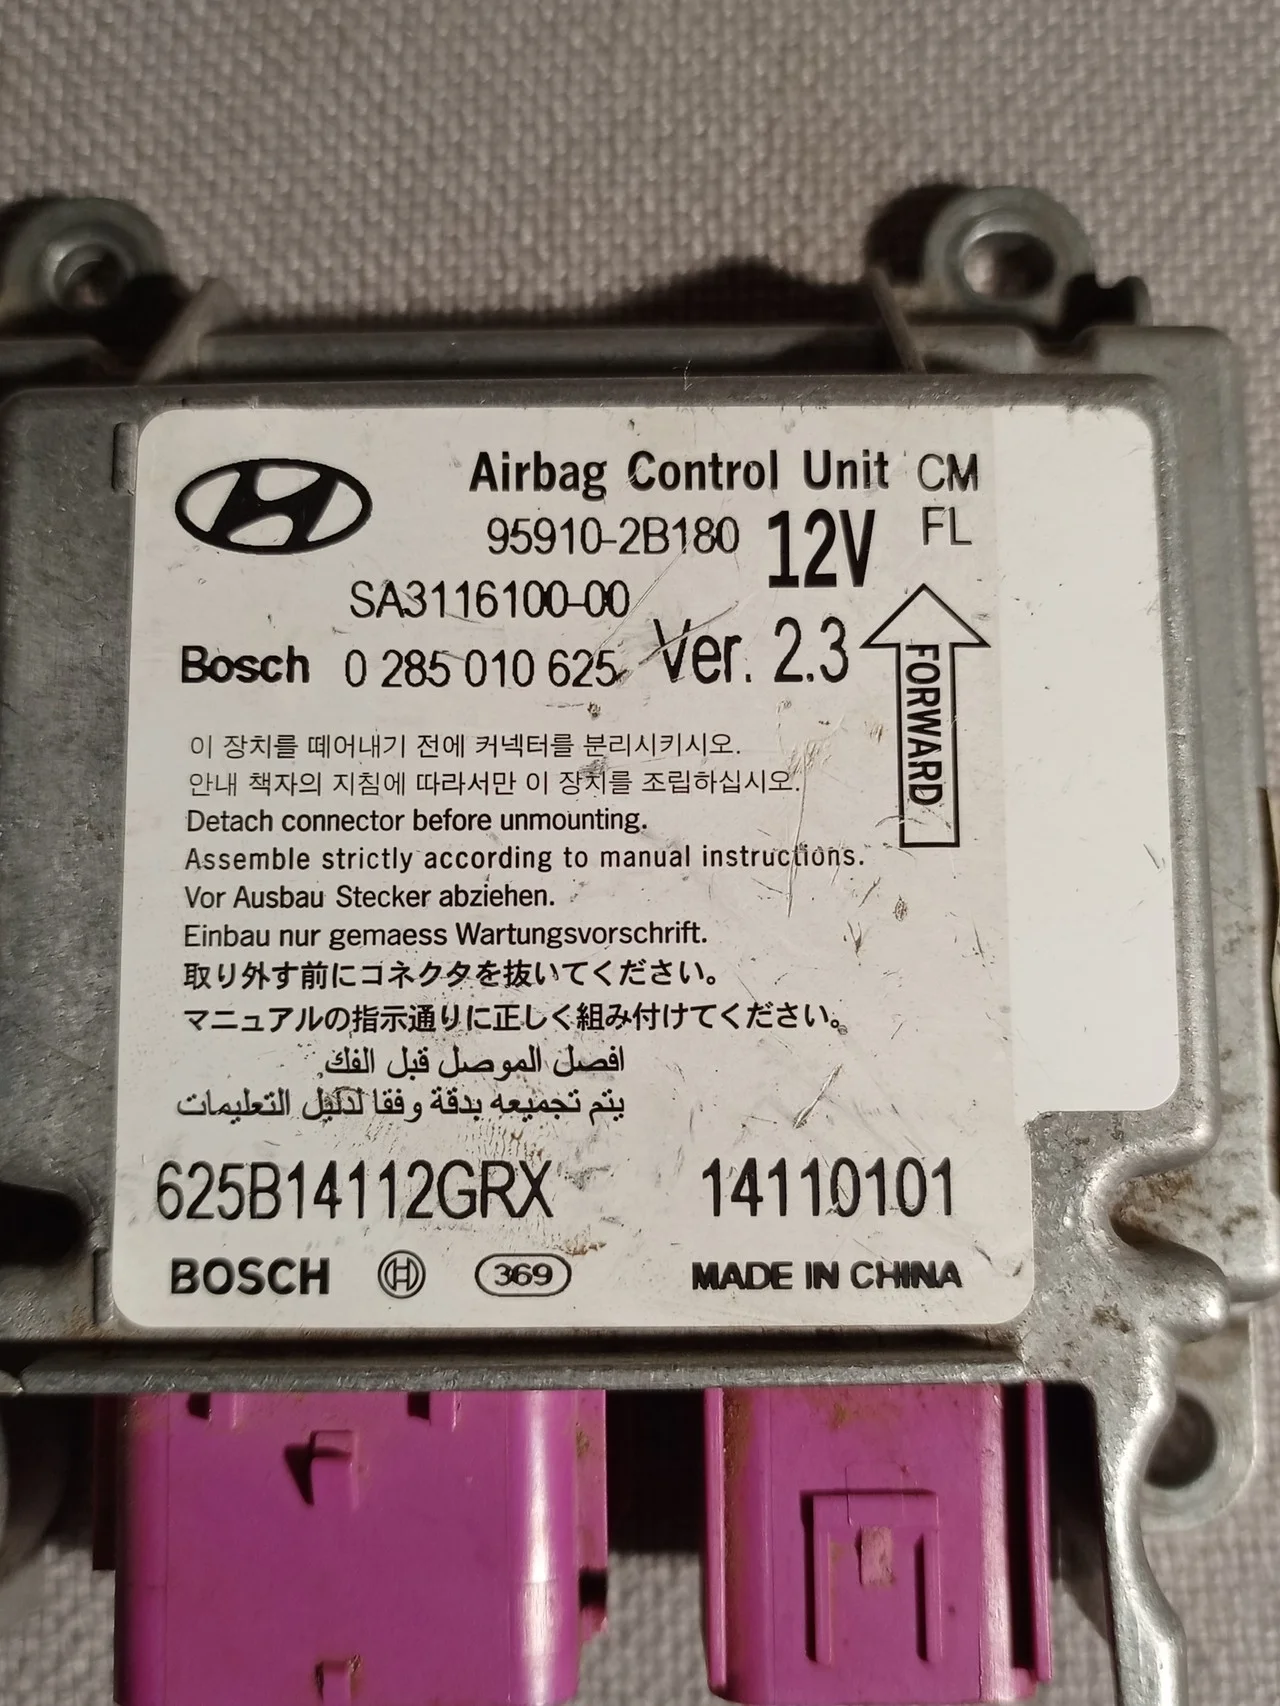 Airbag Control Unit CM
95910-2B180 12V FL
SA3116100-00
Bosch 0 285 010 625 Ver. 2.3
FORWARD
이 장치를 떼어내기 전에 커넥터를 분리시키시오.
안내 책자의 지침에 따라서만 이 장치를 조립하십시오.
Detach connector before unmounting.
Assemble strictly according to manual instructions.
Vor Ausbau Stecker abziehen.
Einbau nur gemaess Wartungsvorschrift.
取り外す前にコネクタを抜いてください。
マニュアルの指示通りに正しく組み付けてください。
افصل الموصل قبل الفك.
يتم تجميعه بدقة وفقا لدليل التعليمات
625B14112GRX 14110101
BOSCH 369 MADE IN CHINA